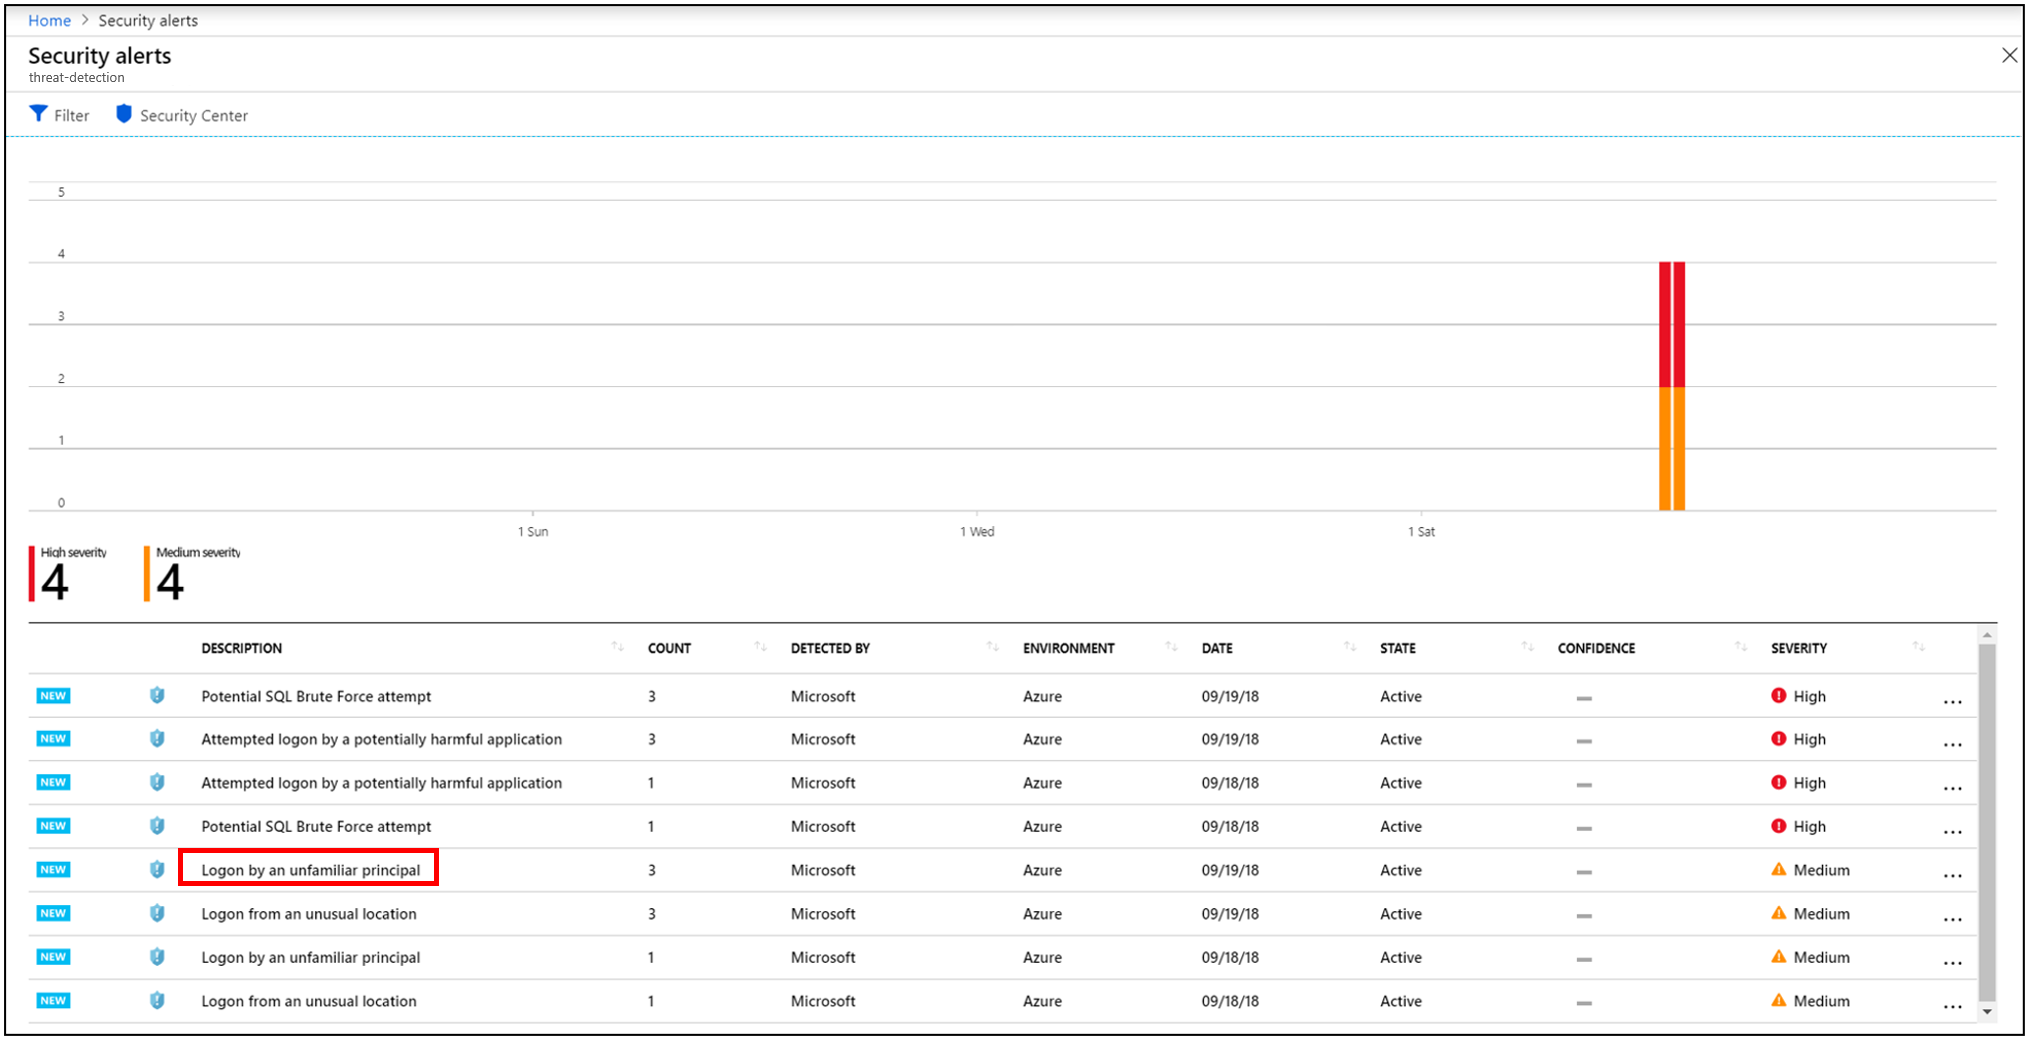 Home > Security alerts
Security alerts
threat-detection
Filter Security Center
5
4
3
2
1
0
1 Sun 1 Wed 1 Sat
High severity Medium severity
4 4
DESCRIPTION COUNT DETECTED BY ENVIRONMENT DATE STATE CONFIDENCE SEVERITY
NEW Potential SQL Brute Force attempt 3 Microsoft Azure 09/19/18 Active High ...
NEW Attempted logon by a potentially harmful application 3 Microsoft Azure 09/19/18 Active High ...
NEW Attempted logon by a potentially harmful application 1 Microsoft Azure 09/18/18 Active High ...
NEW Potential SQL Brute Force attempt 1 Microsoft Azure 09/18/18 Active High ...
NEW Logon by an unfamiliar principal 3 Microsoft Azure 09/19/18 Active Medium ...
NEW Logon from an unusual location 3 Microsoft Azure 09/19/18 Active Medium ...
NEW Logon by an unfamiliar principal 1 Microsoft Azure 09/18/18 Active Medium ...
NEW Logon from an unusual location 1 Microsoft Azure 09/18/18 Active Medium ...